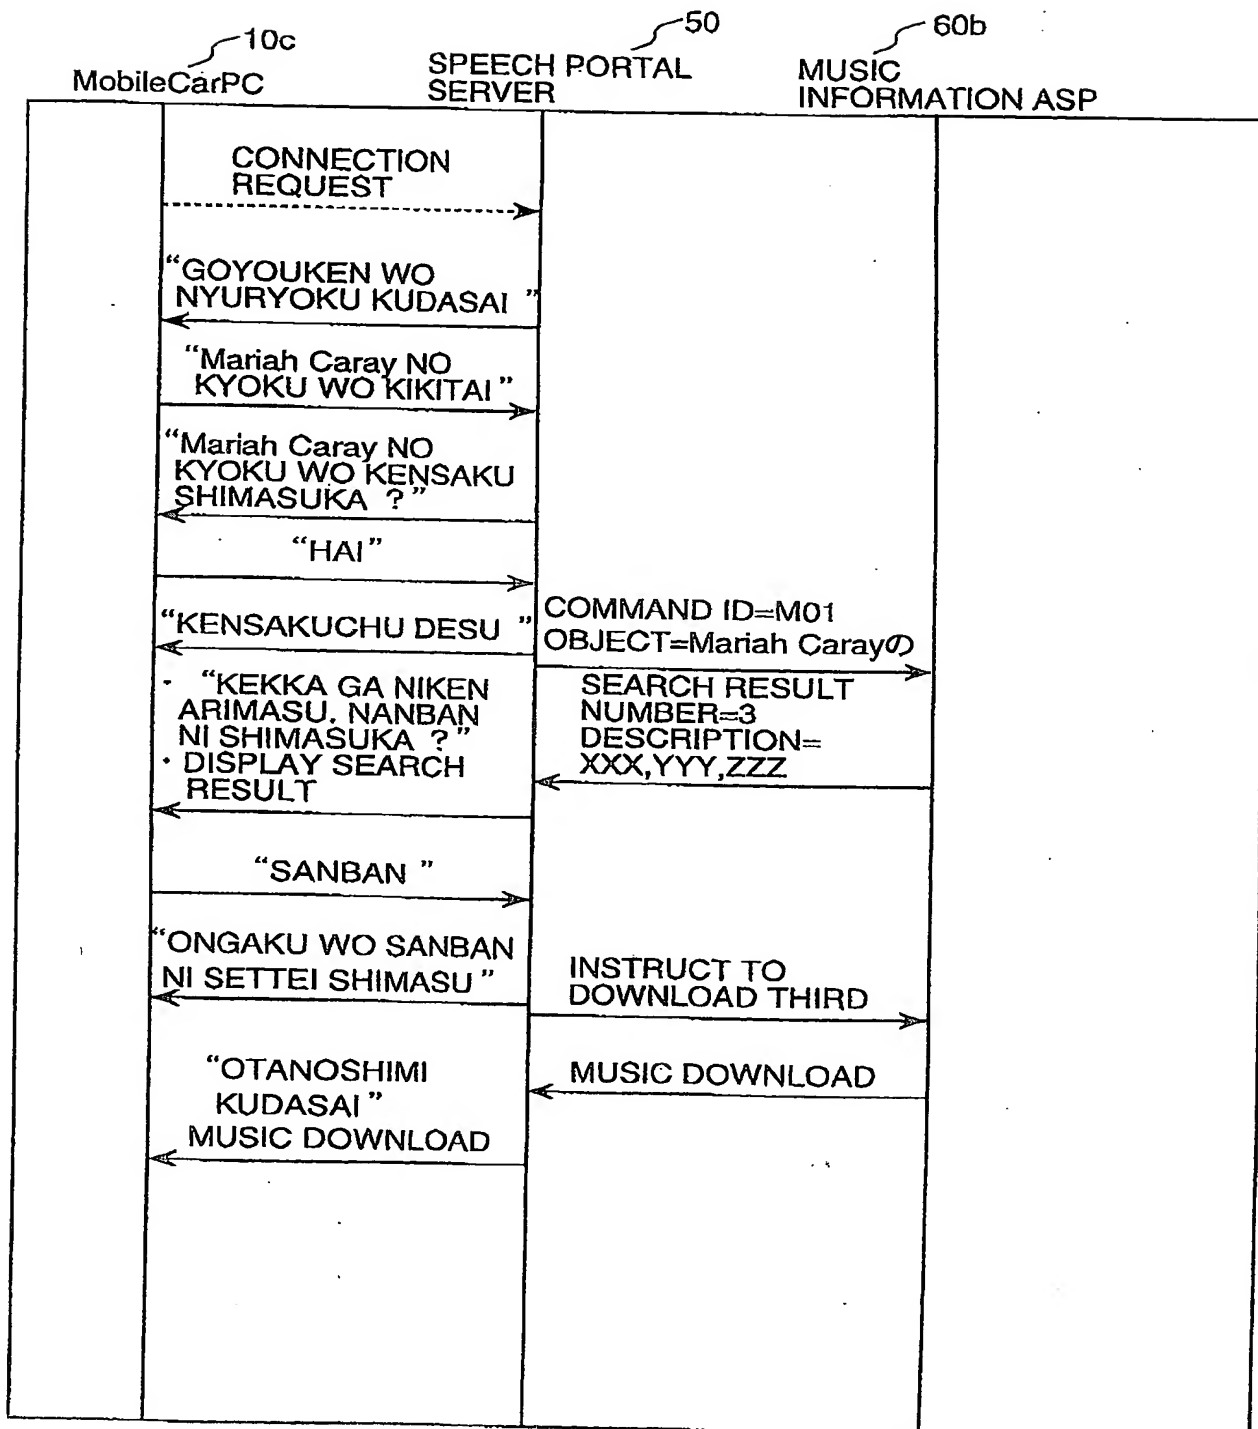 10c
MobileCarPC
50
SPEECH PORTAL
SERVER
60b
MUSIC
INFORMATION ASP
CONNECTION
REQUEST
“GOYOUKEN WO
NYURYOKU KUDASAI ”
“Mariah Caray NO
KYOKU WO KIKITAI ”
“Mariah Caray NO
KYOKU WO KENSAKU
SHIMASUKA ?”
“HAI”
“KENSAKUCHU DESU ”
COMMAND ID=M01
OBJECT=Mariah Carayの
· “KEKKA GA NIKEN
ARIMASU. NANBAN
NI SHIMASUKA ?”
· DISPLAY SEARCH
RESULT
SEARCH RESULT
NUMBER=3
DESCRIPTION=
XXX,YYY,ZZZ
“SANBAN ”
“ONGAKU WO SANBAN
NI SETTEI SHIMASU ”
INSTRUCT TO
DOWNLOAD THIRD
“OTANOSHIMI
KUDASAI ”
MUSIC DOWNLOAD
MUSIC DOWNLOAD